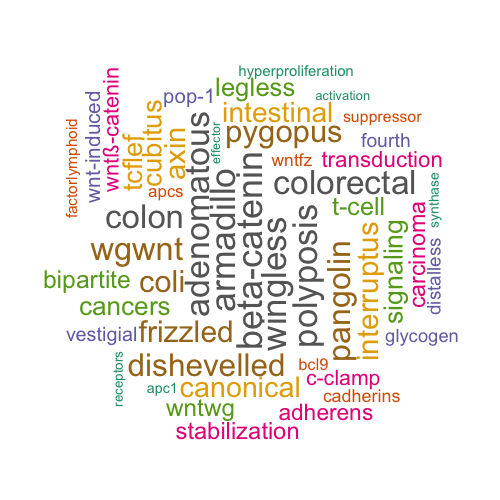 hyperproliferation
legless
activation
pop-1
intestinal
suppressor
pygopus
fourth
wntfz
transduction
colorectal
t-cell
factorlymphoid
wnt-induced
wntß-catenin
tcflef
cubitus
axin
apcs
adenomatous
effector
armadillo
beta-catenin
wingless
polyposis
pangolin
interruptus
signaling
carcinoma
distalless
synthase
colon
wgwnt
bipartite
coli
cancers
vestigial
frizzled
glycogen
dishevelled
bcl9
c-clamp
receptors
apc1
canonical
cadherins
wntwg
adherens
stabilization